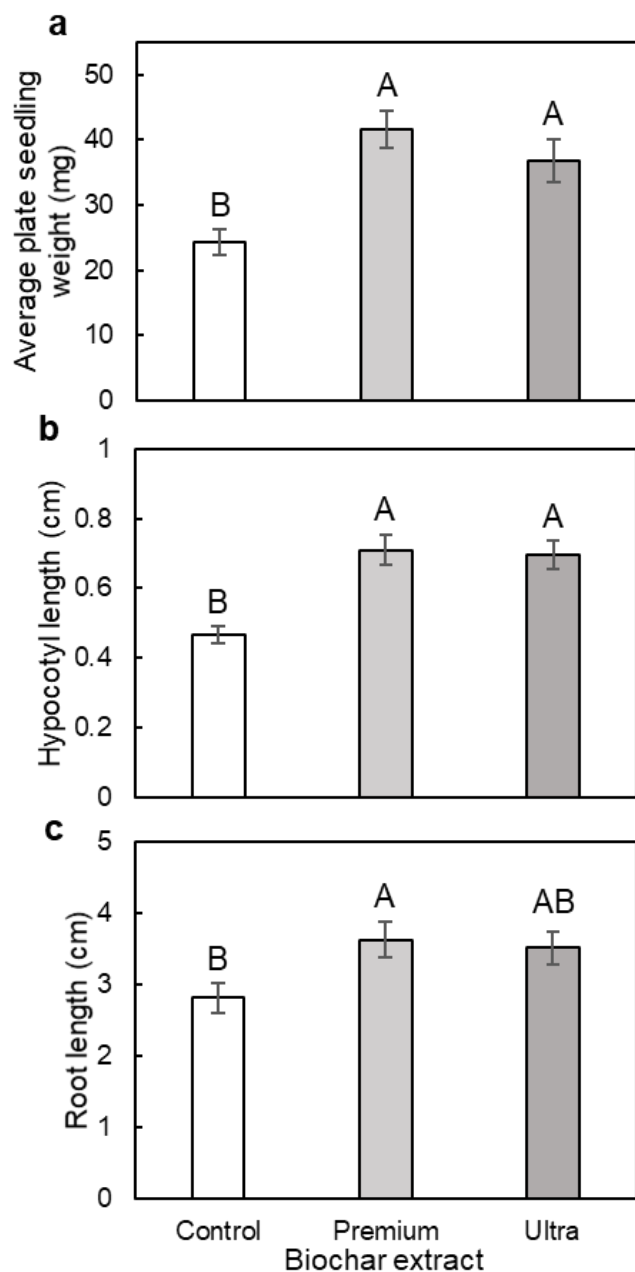 a
Average plate seedling
weight (mg)
50
40
30
20
10
0
B
A
A
b
Hypocotyl length (cm)
1
0.8
0.6
0.4
0.2
0
B
A
A
c
Root length (cm)
5
4
3
2
1
0
B
A
AB
Control
Premium
Ultra
Biochar extract